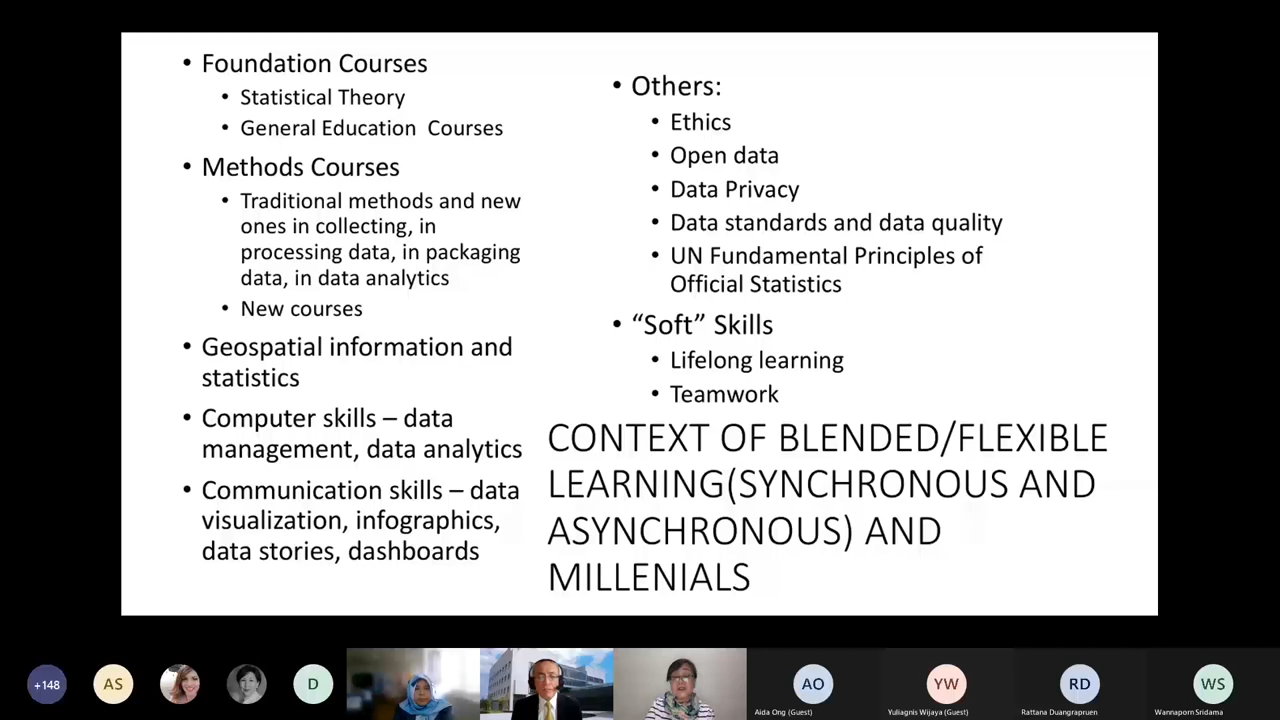 • Foundation Courses
• Statistical Theory
• General Education Courses
• Methods Courses
• Traditional methods and new
ones in collecting, in
processing data, in packaging
data, in data analytics
• New courses
• Geospatial information and
statistics
• Computer skills – data
management, data analytics
• Communication skills – data
visualization, infographics,
data stories, dashboards
• Others:
• Ethics
• Open data
• Data Privacy
• Data standards and data quality
• UN Fundamental Principles of
Official Statistics
• “Soft” Skills
• Lifelong learning
• Teamwork
CONTEXT OF BLENDED/FLEXIBLE
LEARNING(SYNCHRONOUS AND
ASYNCHRONOUS) AND
MILLENIALS
+148
AS
D
AO
YW
RD
WS
Aida Ong (Guest)
Yuliagnis Wijaya (Guest)
Rattana Duangrapruen
Wannaporn Sridama